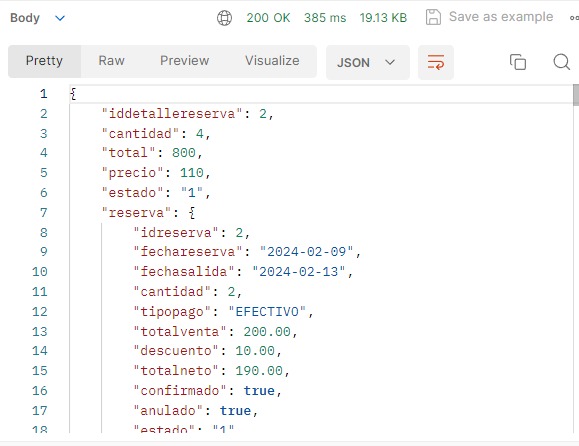 Body 200 OK 385 ms 19.13 KB Save as example
Pretty Raw Preview Visualize JSON
1 {
2 "iddetallereserva": 2,
3 "cantidad": 4,
4 "total": 800,
5 "precio": 110,
6 "estado": "1",
7 "reserva": {
8 "idreserva": 2,
9 "fechareserva": "2024-02-09",
10 "fechasalida": "2024-02-13",
11 "cantidad": 2,
12 "tipopago": "EFECTIVO",
13 "totalventa": 200.00,
14 "descuento": 10.00,
15 "totalneto": 190.00,
16 "confirmado": true,
17 "anulado": true,
18 "estado": "1"